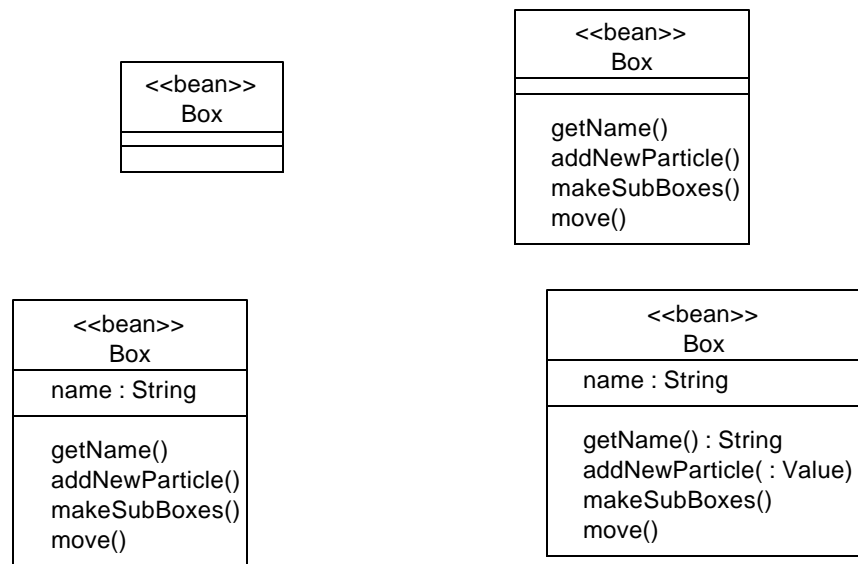 <<bean>>
Box
<<bean>>
Box
getName()
addNewParticle()
makeSubBoxes()
move()
<<bean>>
Box
name : String
getName()
addNewParticle()
makeSubBoxes()
move()
<<bean>>
Box
name : String
getName() : String
addNewParticle( : Value)
makeSubBoxes()
move()